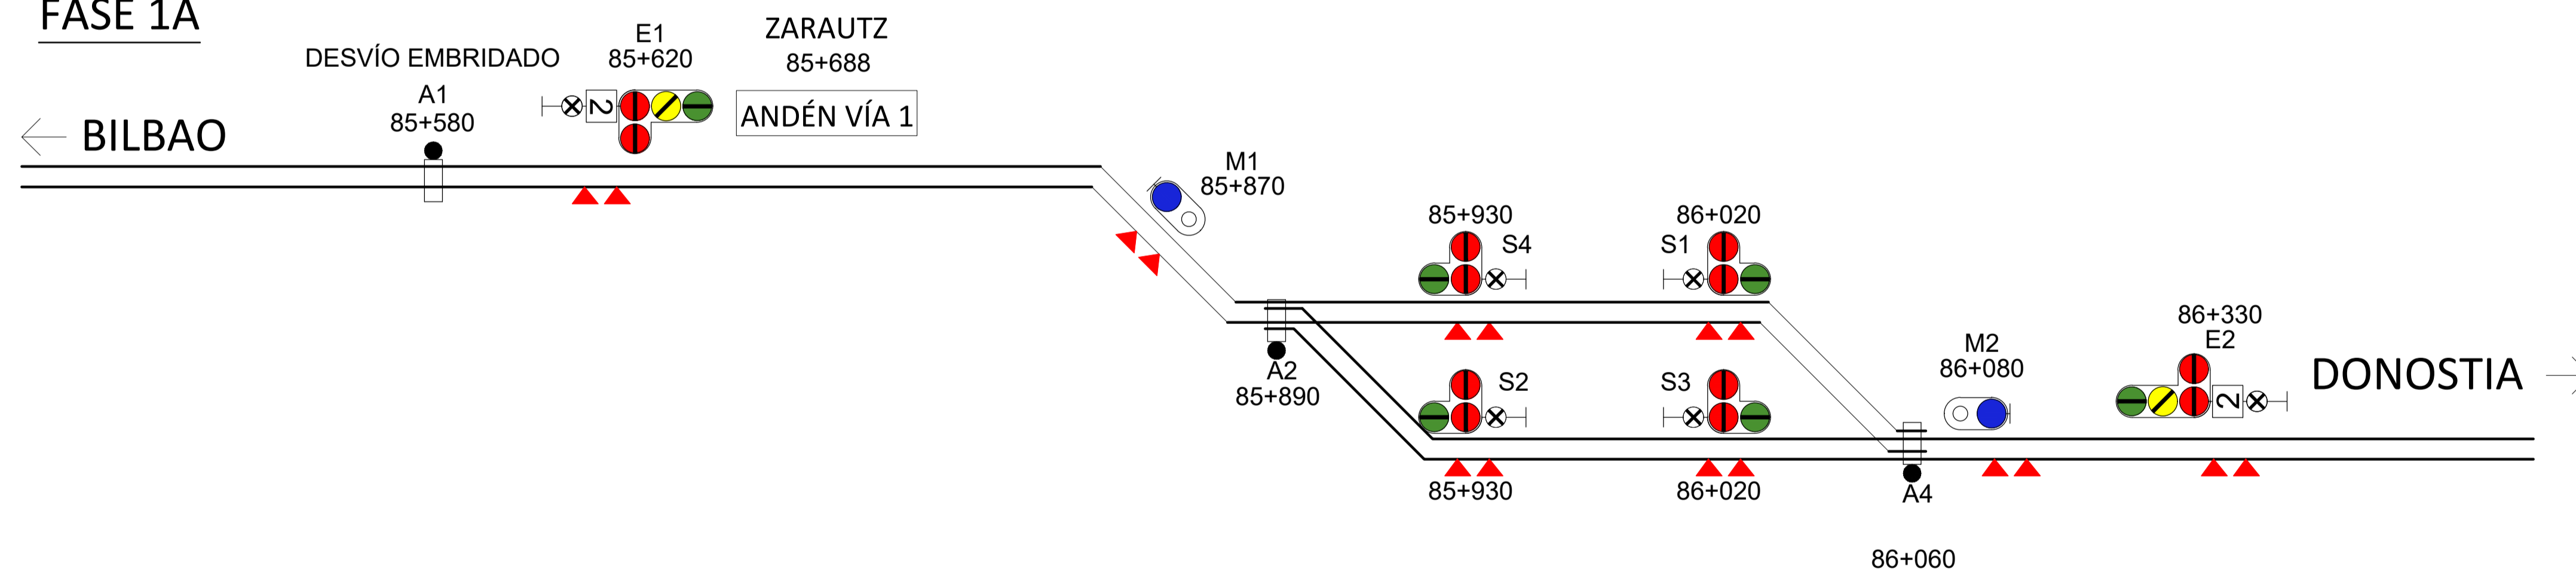 FASE 1A
DESVÍO EMBRIDADO
A1
85+580
E1
85+620
2
ZARAUTZ
85+688
ANDÉN VÍA 1
BILBAO
M1
85+870
A2
85+890
85+930
S4
86+020
S1
S2
85+930
S3
86+020
M2
86+080
86+330
E2
2
DONOSTIA
A4
86+060